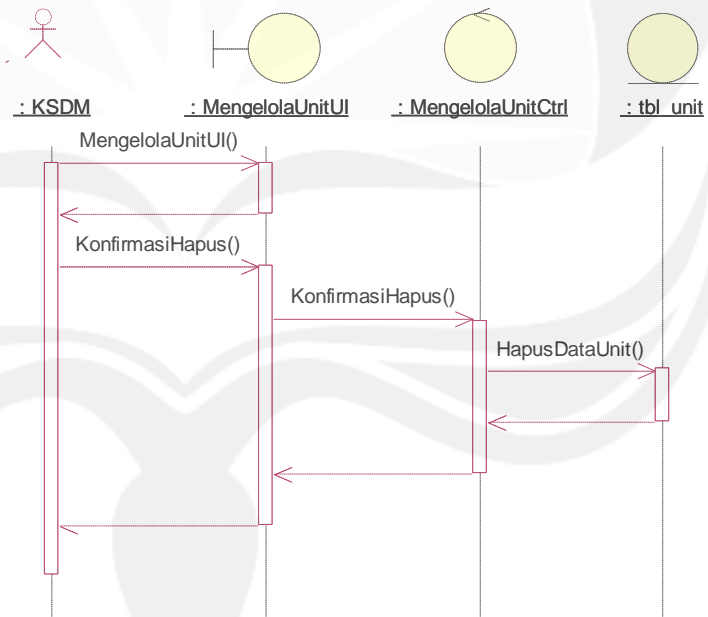 : KSDM
: MengelolaUnitUI
: MengelolaUnitCtrl
: tbl_unit
MengelolaUnitUI()
KonfirmasiHapus()
KonfirmasiHapus()
HapusDataUnit()